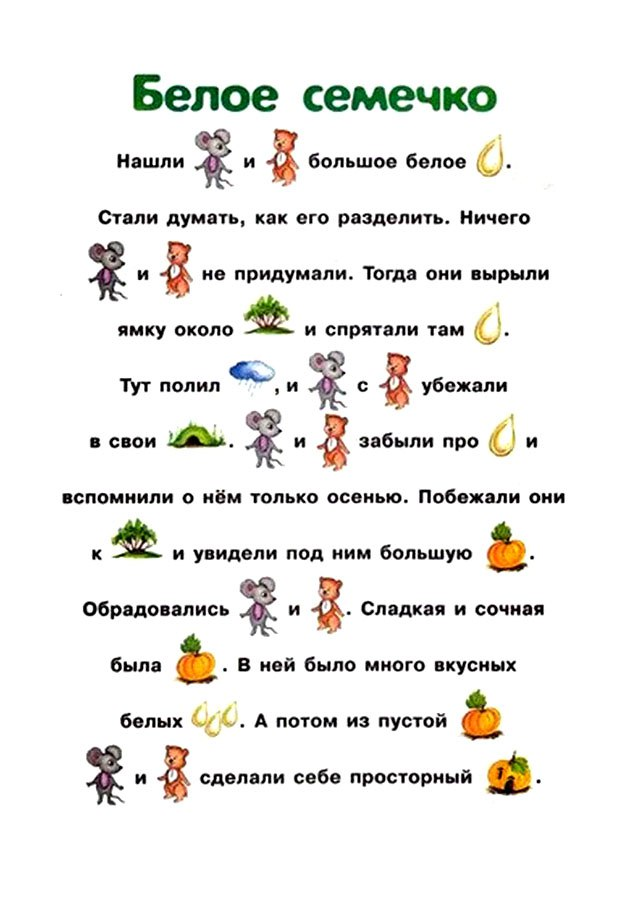 Белое семечко
Нашли и большое белое .
Стали думать, как его разделить. Ничего
и не придумали. Тогда они вырыли
ямку около и спрятали там .
Тут полил , и с убежали
в свои . и забыли про и
вспомнили о нём только осенью. Побежали они
к и увидели под ним большую .
Обрадовались и . Сладкая и сочная
была . В ней было много вкусных
белых . А потом из пустой
и сделали себе просторный .